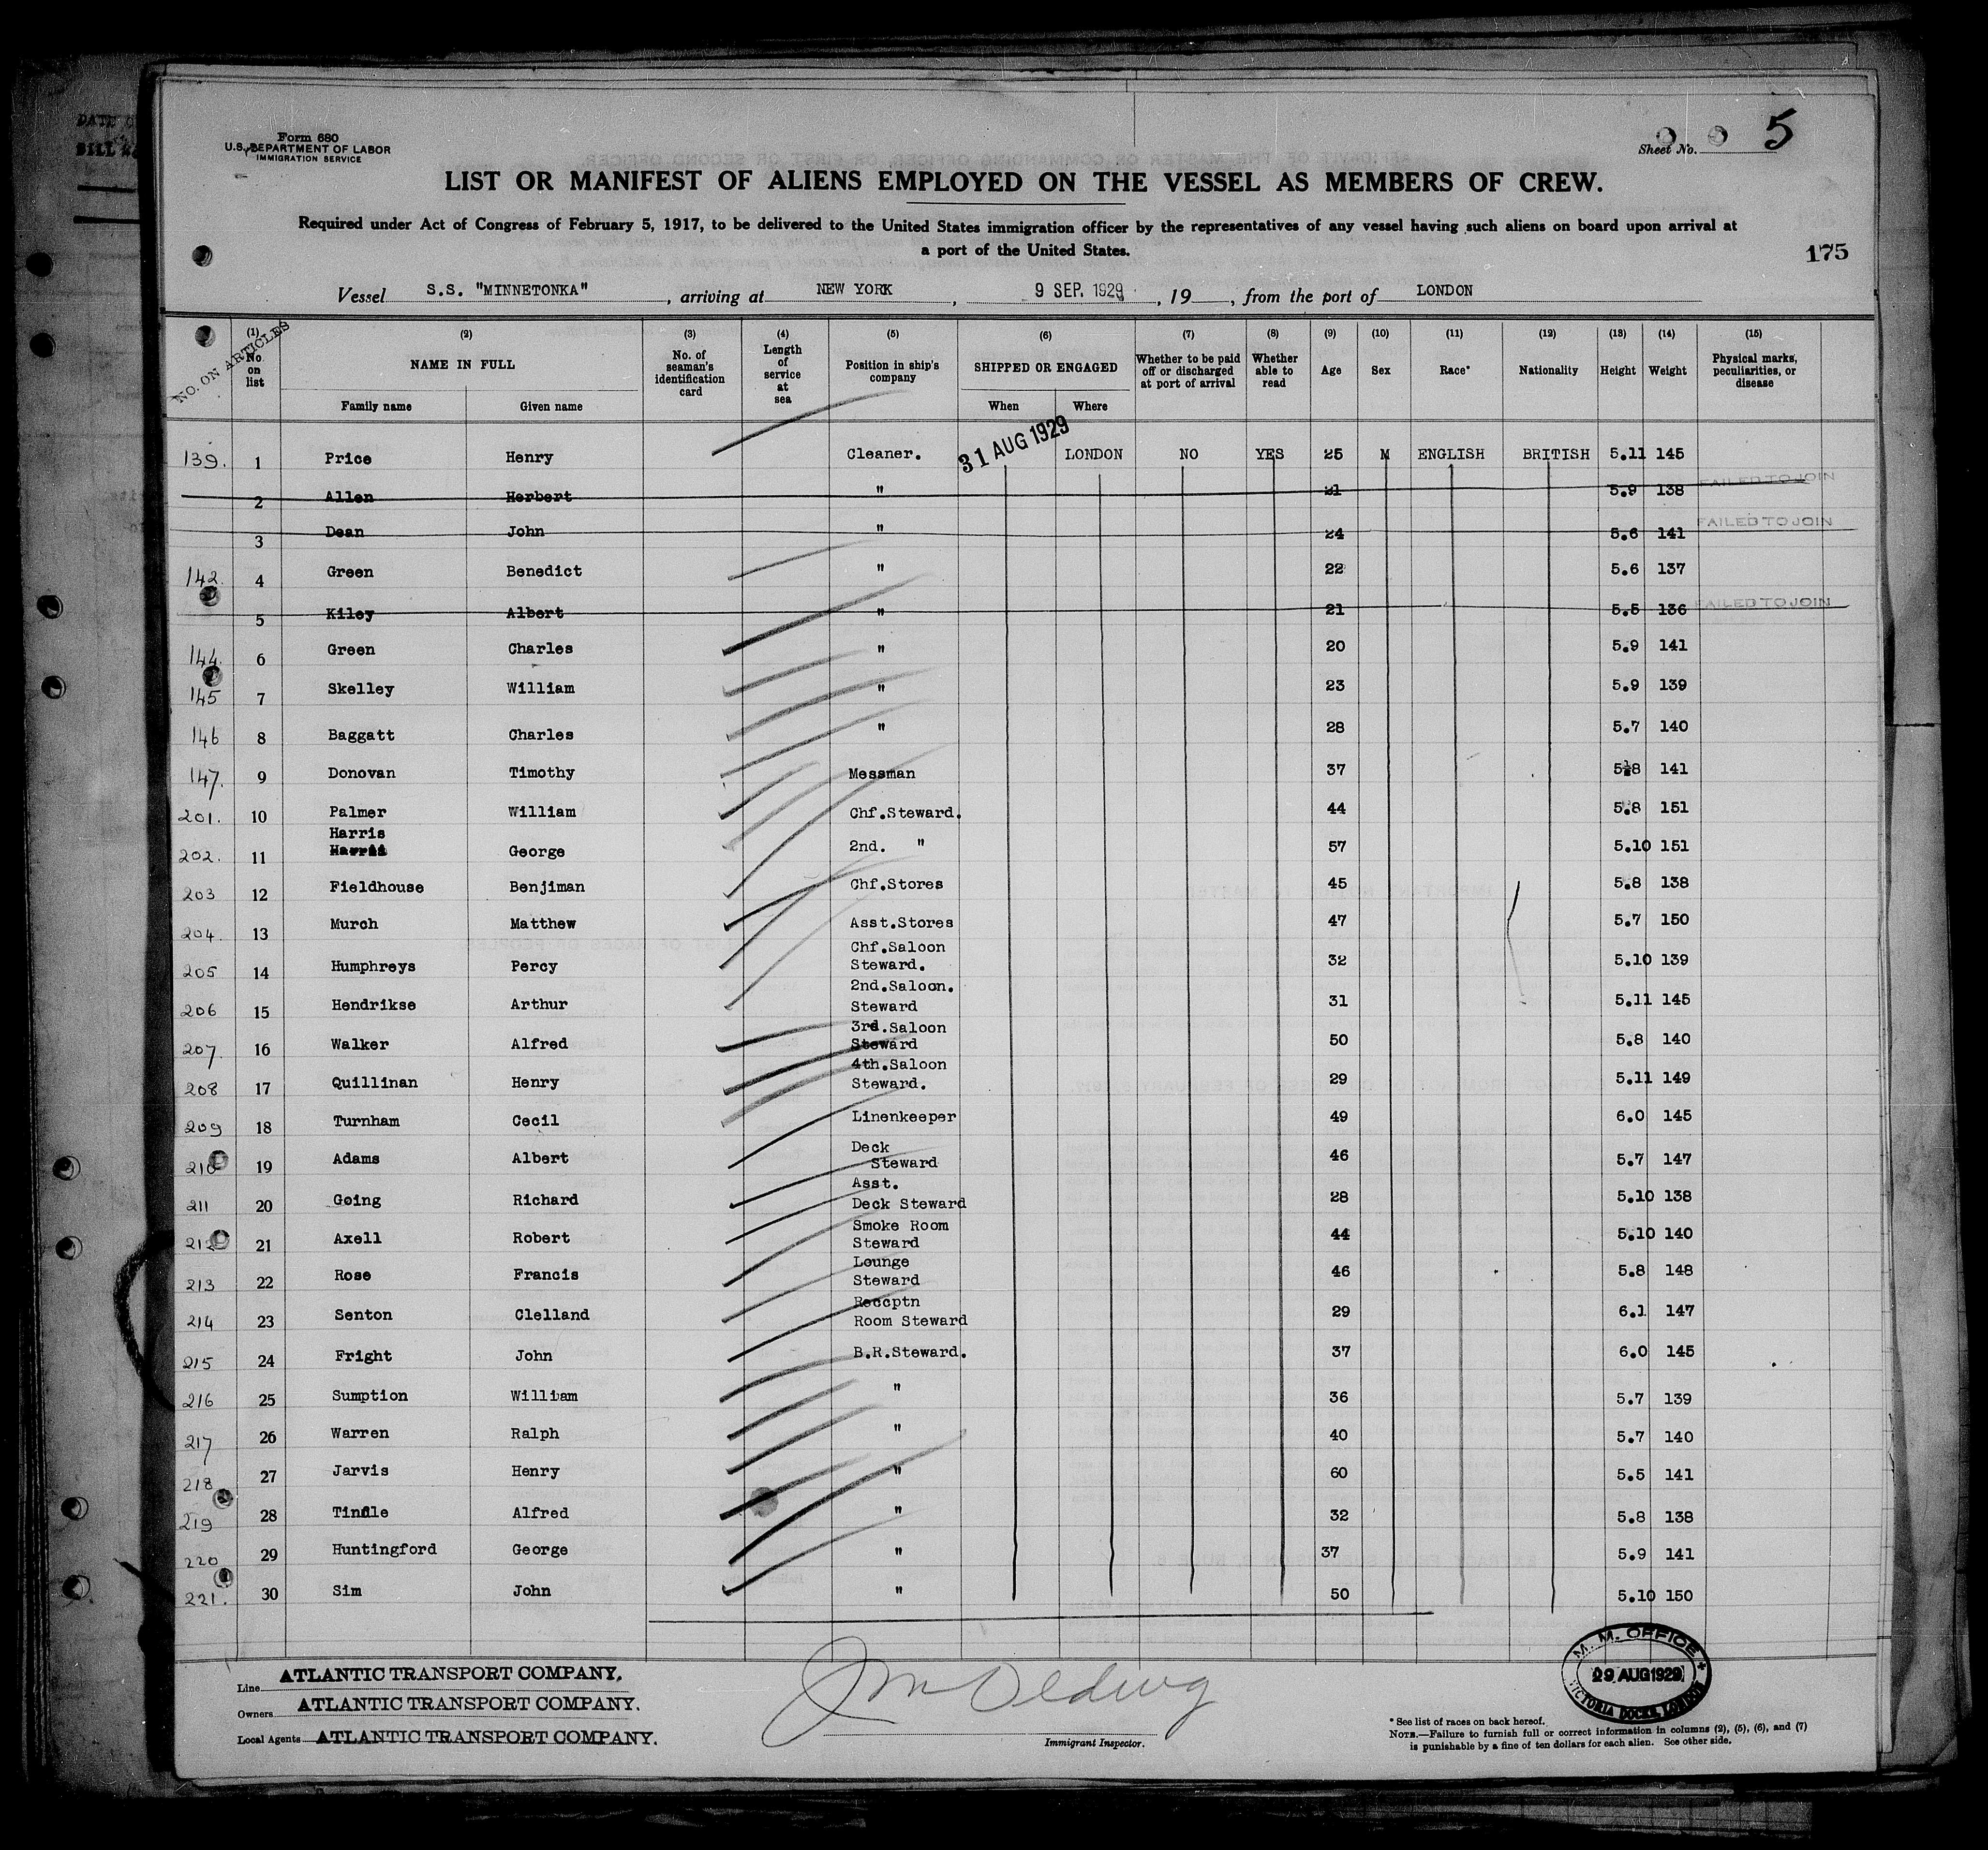 Form 680
U.S. DEPARTMENT OF LABOR
IMMIGRATION SERVICE
Sheet No. 5
LIST OR MANIFEST OF ALIENS EMPLOYED ON THE VESSEL AS MEMBERS OF CREW.
Required under Act of Congress of February 5, 1917, to be delivered to the United States immigration officer by the representatives of any vessel having such aliens on board upon arrival at
a port of the United States.
175
Vessel S.S. "MINNETONKA", arriving at NEW YORK, 9 SEP. 1929, 19, from the port of LONDON
NO. ON ARTICLES
(1) No. on list
(2) NAME IN FULL
Family name Given name
(3) No. of seaman's identification card
(4) Length of service at sea
(5) Position in ship's company
(6) SHIPPED OR ENGAGED
When Where
(7) Whether to be paid off or discharged at port of arrival
(8) Whether able to read
(9) Age
(10) Sex
(11) Race*
(12) Nationality
(13) Height
(14) Weight
(15) Physical marks, peculiarities, or disease
139. 1 Price Henry Cleaner. 31 AUG 1929 LONDON NO YES 25 M ENGLISH BRITISH 5.11 145
2 Allen Herbert " 21 5.9 138 FAILED TO JOIN
3 Dean John " 24 5.6 141 FAILED TO JOIN
142. 4 Green Benedict " 22 5.6 137
5 Kiley Albert " 21 5.5 136 FAILED TO JOIN
144. 6 Green Charles " 20 5.9 141
145 7 Skelley William " 23 5.9 139
146 8 Baggatt Charles " 28 5.7 140
147. 9 Donovan Timothy Messman 37 5.8 141
201. 10 Palmer William Chf.Steward. 44 5.8 151
Harris
202. 11 George 2nd. " 57 5.10 151
203 12 Fieldhouse Benjiman Chf.Stores 45 5.8 138
204. 13 Murch Matthew Asst.Stores 47 5.7 150
205 14 Humphreys Percy Chf.Saloon Steward. 32 5.10 139
206 15 Hendrikse Arthur 2nd.Saloon. Steward 31 5.11 145
207. 16 Walker Alfred 3rd.Saloon Steward 50 5.8 140
208 17 Quillinan Henry 4th.Saloon Steward. 29 5.11 149
209 18 Turnham Cecil Linenkeeper 49 6.0 145
210 19 Adams Albert Deck Steward 46 5.7 147
211 20 Going Richard Asst. Deck Steward 28 5.10 138
212 21 Axell Robert Smoke Room Steward 44 5.10 140
213 22 Rose Francis Lounge Steward 46 5.8 148
214 23 Senton Clelland Reccptn Room Steward 29 6.1 147
215 24 Fright John B.R.Steward. 37 6.0 145
216 25 Sumption William " 36 5.7 139
217 26 Warren Ralph " 40 5.7 140
218. 27 Jarvis Henry " 60 5.5 141
219 28 Tindle Alfred " 32 5.8 138
220 29 Huntingford George " 37 5.9 141
221. 30 Sim John " 50 5.10 150
Line ATLANTIC TRANSPORT COMPANY.
Owners ATLANTIC TRANSPORT COMPANY.
Local Agents ATLANTIC TRANSPORT COMPANY.
Immigrant Inspector.
M. M. OFFICE
29 AUG 1929
VICTORIA DOCKS, LONDON
* See list of races on back hereof.
NOTE.—Failure to furnish full or correct information in columns (2), (5), (6), and (7)
is punishable by a fine of ten dollars for each alien. See other side.